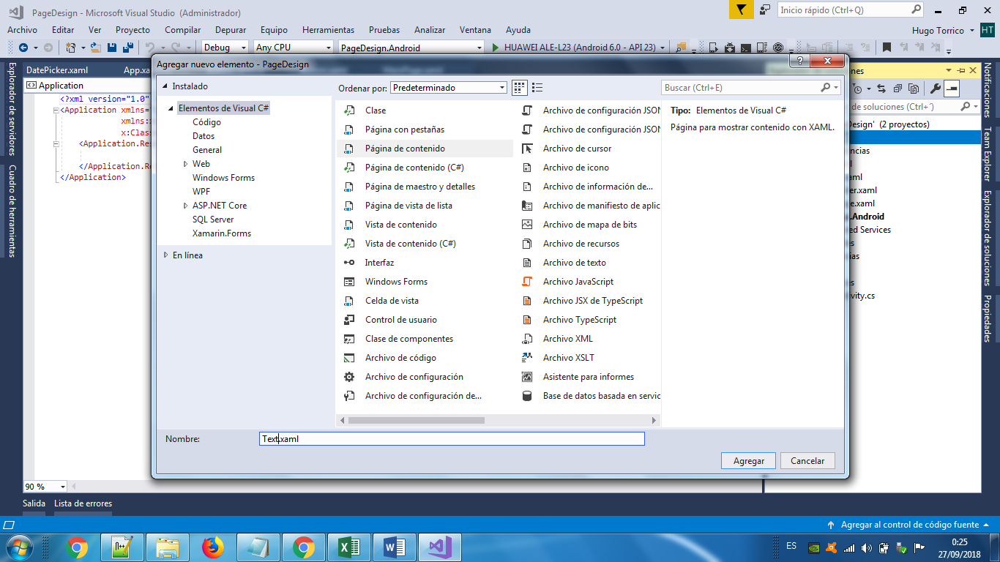 PageDesign - Microsoft Visual Studio (Administrador)
Inicio rápido (Ctrl+Q)
Archivo Editar Ver Proyecto Compilar Depurar Equipo Herramientas Pruebas Analizar Ventana Ayuda
Hugo Torrico
HT
Debug
Any CPU
PageDesign.Android
HUAWEI ALE-L23 (Android 6.0 - API 23)
Explorador de servidores
Cuadro de herramientas
DatePicker.xaml
App.xa
Application
<?xml version="1.0"
<Application xmlns=
xmlns:x
x:Class
<Application.Res
</Application.Re
</Application>
90 %
Agregar nuevo elemento - PageDesign
Instalado
Elementos de Visual C#
Código
Datos
General
Web
Windows Forms
WPF
ASP.NET Core
SQL Server
Xamarin.Forms
En línea
Ordenar por:
Predeterminado
Buscar (Ctrl+E)
Clase
Página con pestañas
Página de contenido
Página de contenido (C#)
Página de maestro y detalles
Página de vista de lista
Vista de contenido
Vista de contenido (C#)
Interfaz
Windows Forms
Celda de vista
Control de usuario
Clase de componentes
Archivo de código
Archivo de configuración
Archivo de configuración de...
Archivo de configuración JSON
Archivo de configuración JSON
Archivo de cursor
Archivo de icono
Archivo de información de...
Archivo de manifiesto de aplic
Archivo de mapa de bits
Archivo de recursos
Archivo de texto
Archivo JavaScript
Archivo JSX de TypeScript
Archivo TypeScript
Archivo XML
Archivo XSLT
Asistente para informes
Base de datos basada en servic
Tipo: Elementos de Visual C#
Página para mostrar contenido con XAML.
Nombre:
Text.xaml
Agregar
Cancelar
ones
de soluciones (Ctrl+´)
Design' (2 proyectos)
ncias
l
aml
er.xaml
e.xaml
.Android
ed Services
es
ias
es
vity.cs
Notificaciones
Team Explorer
Explorador de soluciones
Propiedades
Salida
Lista de errores
Agregar al control de código fuente
ES
0:25
27/09/2018